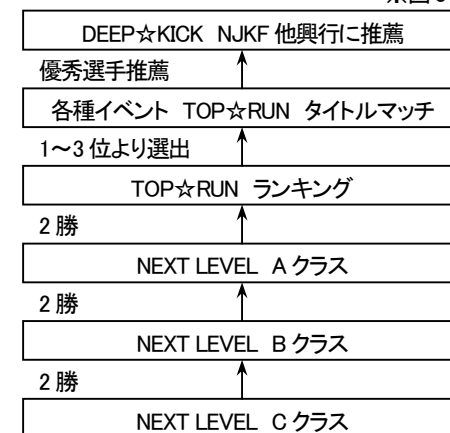 DEEP☆KICK NJKF 他興行に推薦
優秀選手推薦
各種イベント TOP☆RUN タイトルマッチ
1～3 位より選出
TOP☆RUN ランキング
2 勝
NEXT LEVEL A クラス
2 勝
NEXT LEVEL B クラス
2 勝
NEXT LEVEL C クラス